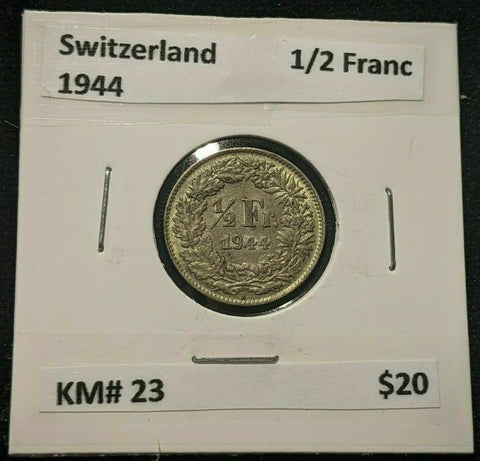 Switzerland 1/2 Franc
1944
½ Fr.
1944
KM# 23 $20